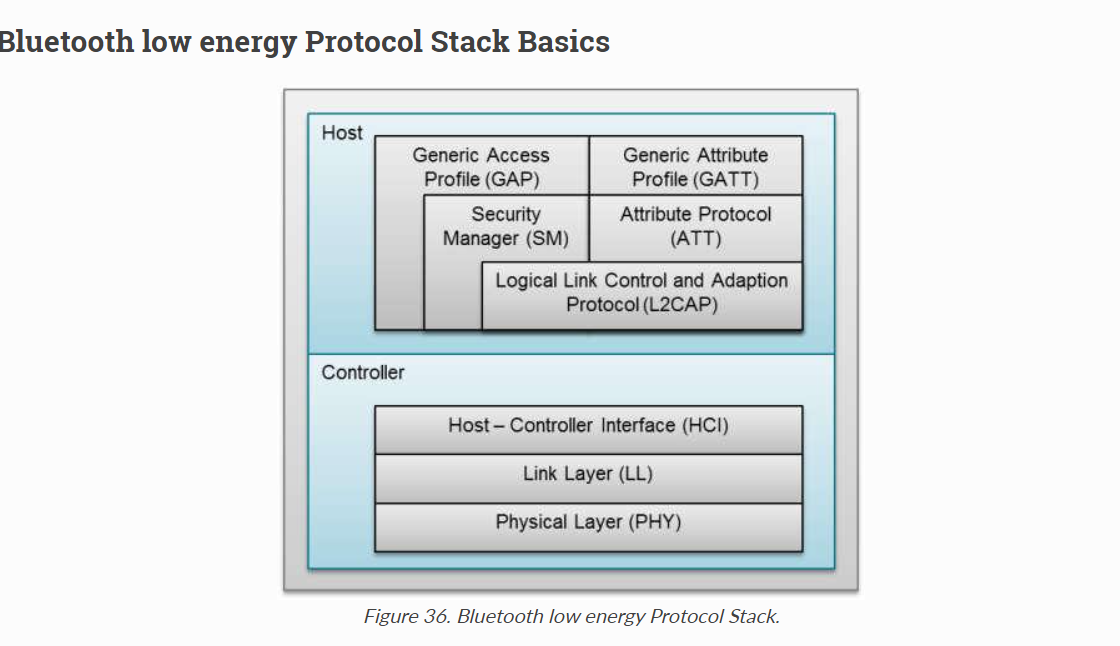 Bluetooth low energy Protocol Stack Basics
Host
Generic Access
Profile (GAP)
Generic Attribute
Profile (GATT)
Security
Manager (SM)
Attribute Protocol
(ATT)
Logical Link Control and Adaption
Protocol (L2CAP)
Controller
Host – Controller Interface (HCI)
Link Layer (LL)
Physical Layer (PHY)
Figure 36. Bluetooth low energy Protocol Stack.